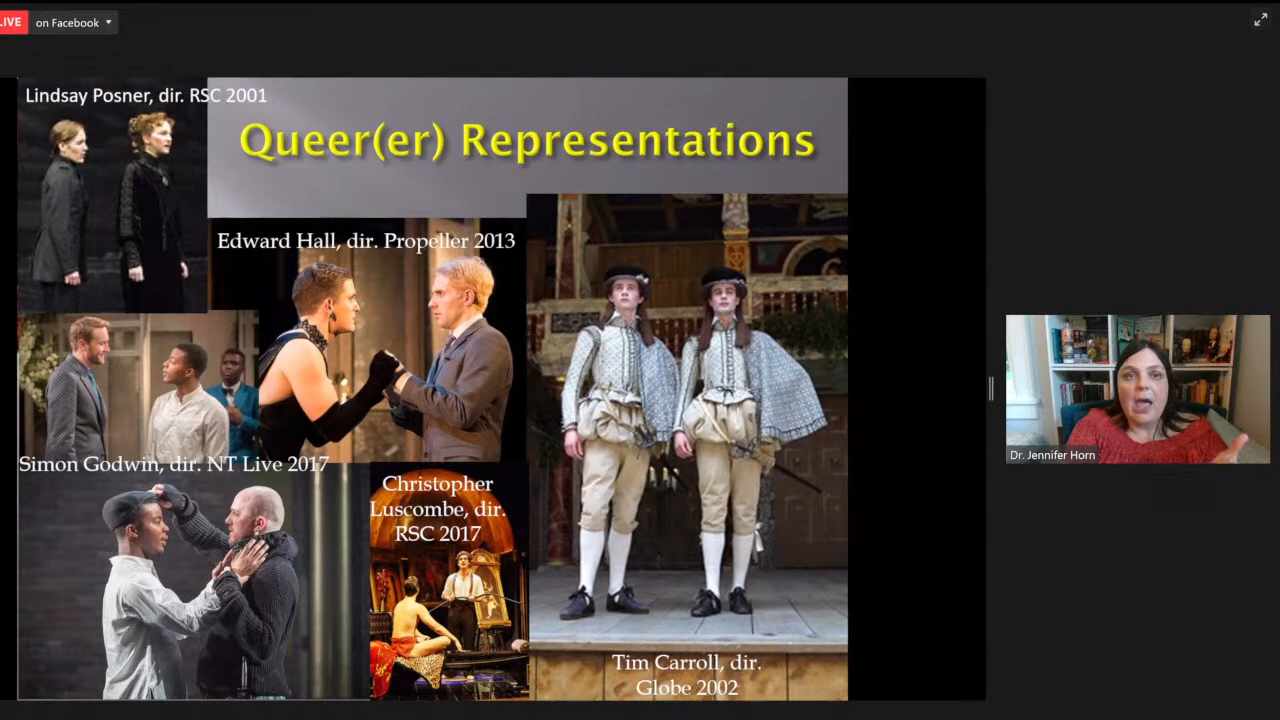 LIVE
on Facebook
Lindsay Posner, dir. RSC 2001
Queer(er) Representations
Edward Hall, dir. Propeller 2013
Simon Godwin, dir. NT Live 2017
Christopher
Luscombe, dir.
RSC 2017
Tim Carroll, dir.
Globe 2002
Dr. Jennifer Horn